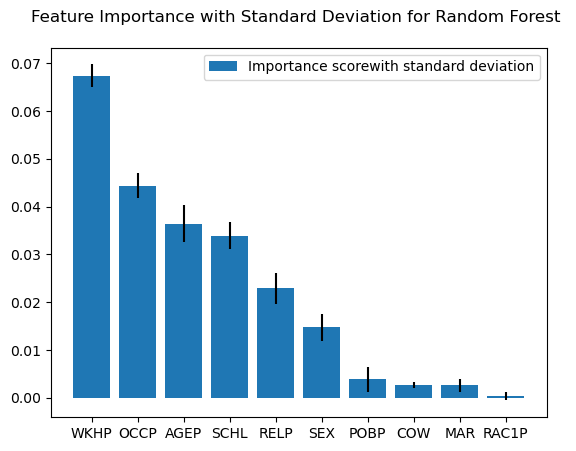 Feature Importance with Standard Deviation for Random Forest
Importance scorewith standard deviation
0.07
0.06
0.05
0.04
0.03
0.02
0.01
0.00
WKHP OCCP AGEP SCHL RELP SEX POBP COW MAR RAC1P